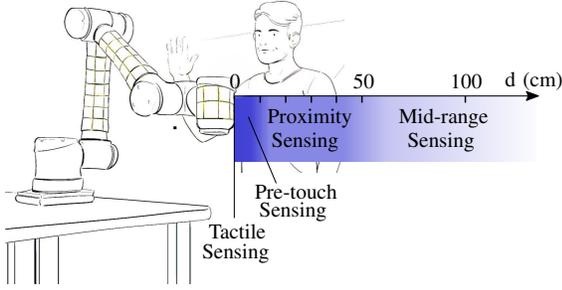 0 50 100 d (cm)
Proximity
Sensing
Mid-range
Sensing
Pre-touch
Sensing
Tactile
Sensing